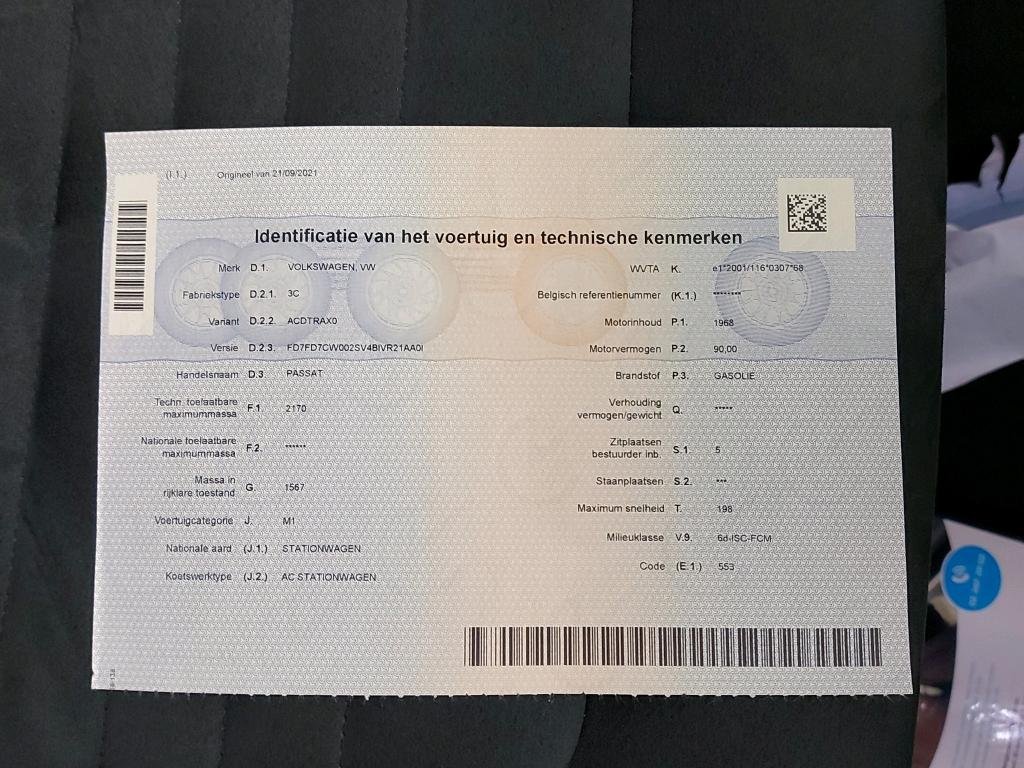 (I.1.) Origineel van 21/09/2021
Identificatie van het voertuig en technische kenmerken
Merk D.1. VOLKSWAGEN, VW
Fabriekstype D.2.1. 3C
Variant D.2.2. ACDTRAX0
Versie D.2.3. FD7FD7CW002SV4BIVR21AA0I
Handelsnaam D.3. PASSAT
Techn. toelaatbare
maximummassa F.1. 2170
Nationale toelaatbare
maximummassa F.2. ******
Massa in
rijklare toestand G. 1567
Voertuigcategorie J. M1
Nationale aard (J.1.) STATIONWAGEN
Koetswerktype (J.2.) AC STATIONWAGEN
WVTA K. e1*2001/116*0307*68
Belgisch referentienummer (K.1.) ********
Motorinhoud P.1. 1968
Motorvermogen P.2. 90,00
Brandstof P.3. GASOLIE
Verhouding
vermogen/gewicht Q. *****
Zitplaatsen
bestuurder inb. S.1. 5
Staanplaatsen S.2. ***
Maximum snelheid T. 198
Milieuklasse V.9. 6d-ISC-FCM
Code (E.1.) 553